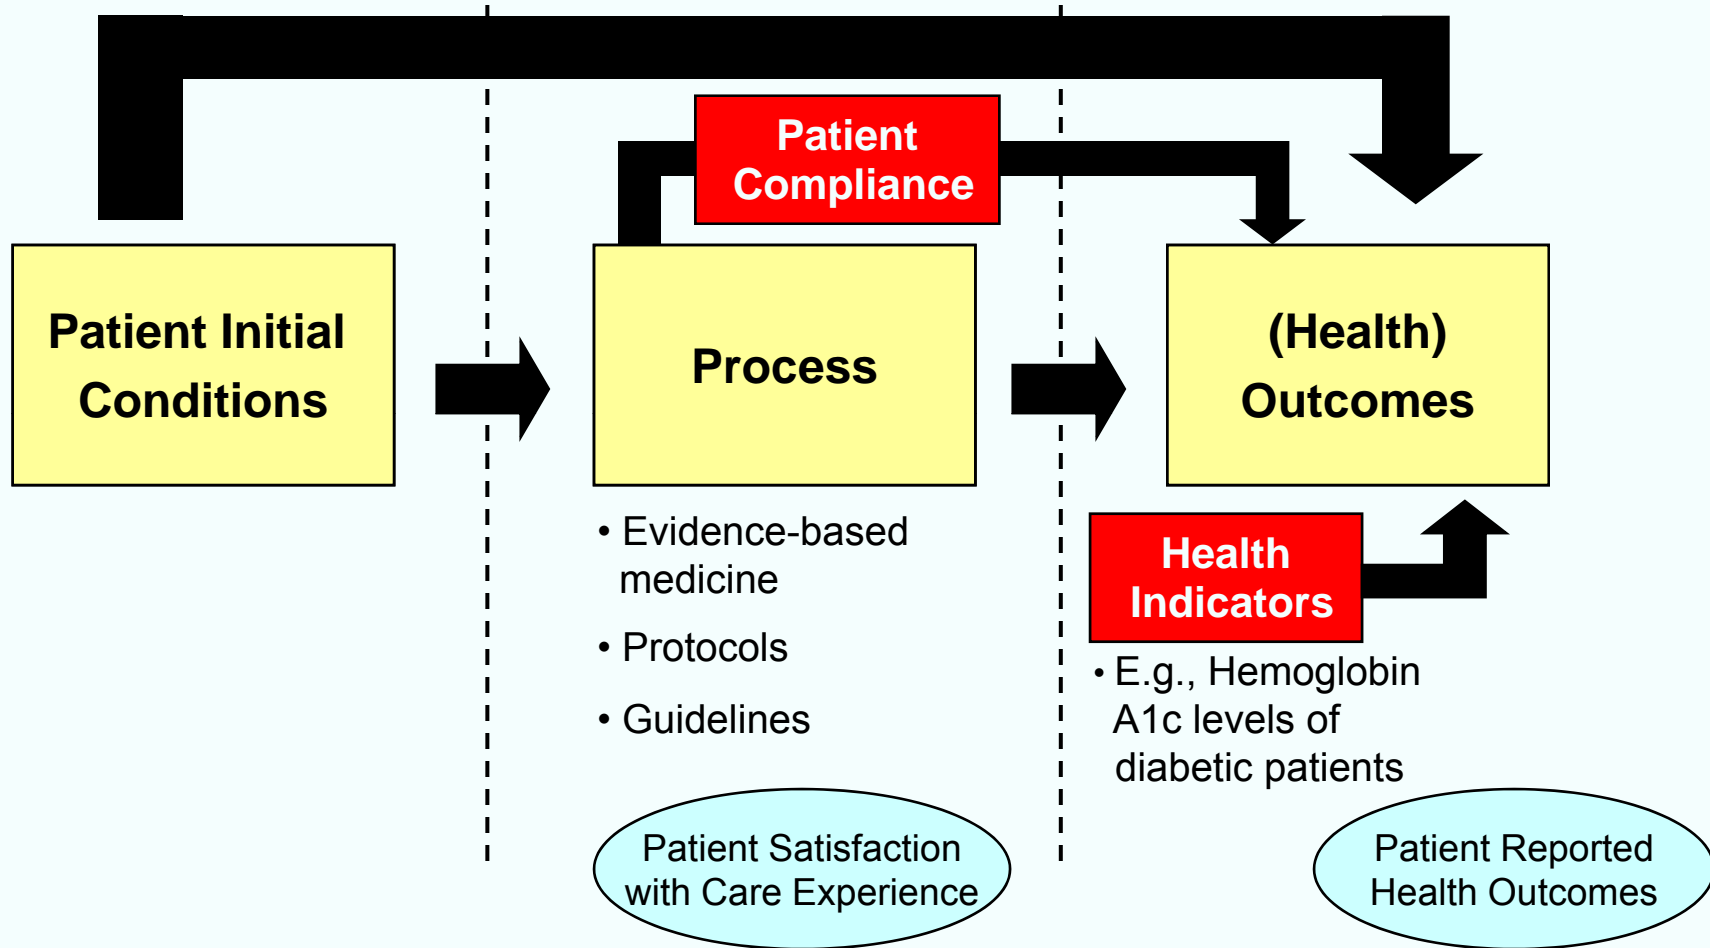 Patient
Compliance
Patient Initial
Conditions
Process
(Health)
Outcomes
• Evidence-based
medicine
• Protocols
• Guidelines
Health
Indicators
• E.g., Hemoglobin
A1c levels of
diabetic patients
Patient Satisfaction
with Care Experience
Patient Reported
Health Outcomes